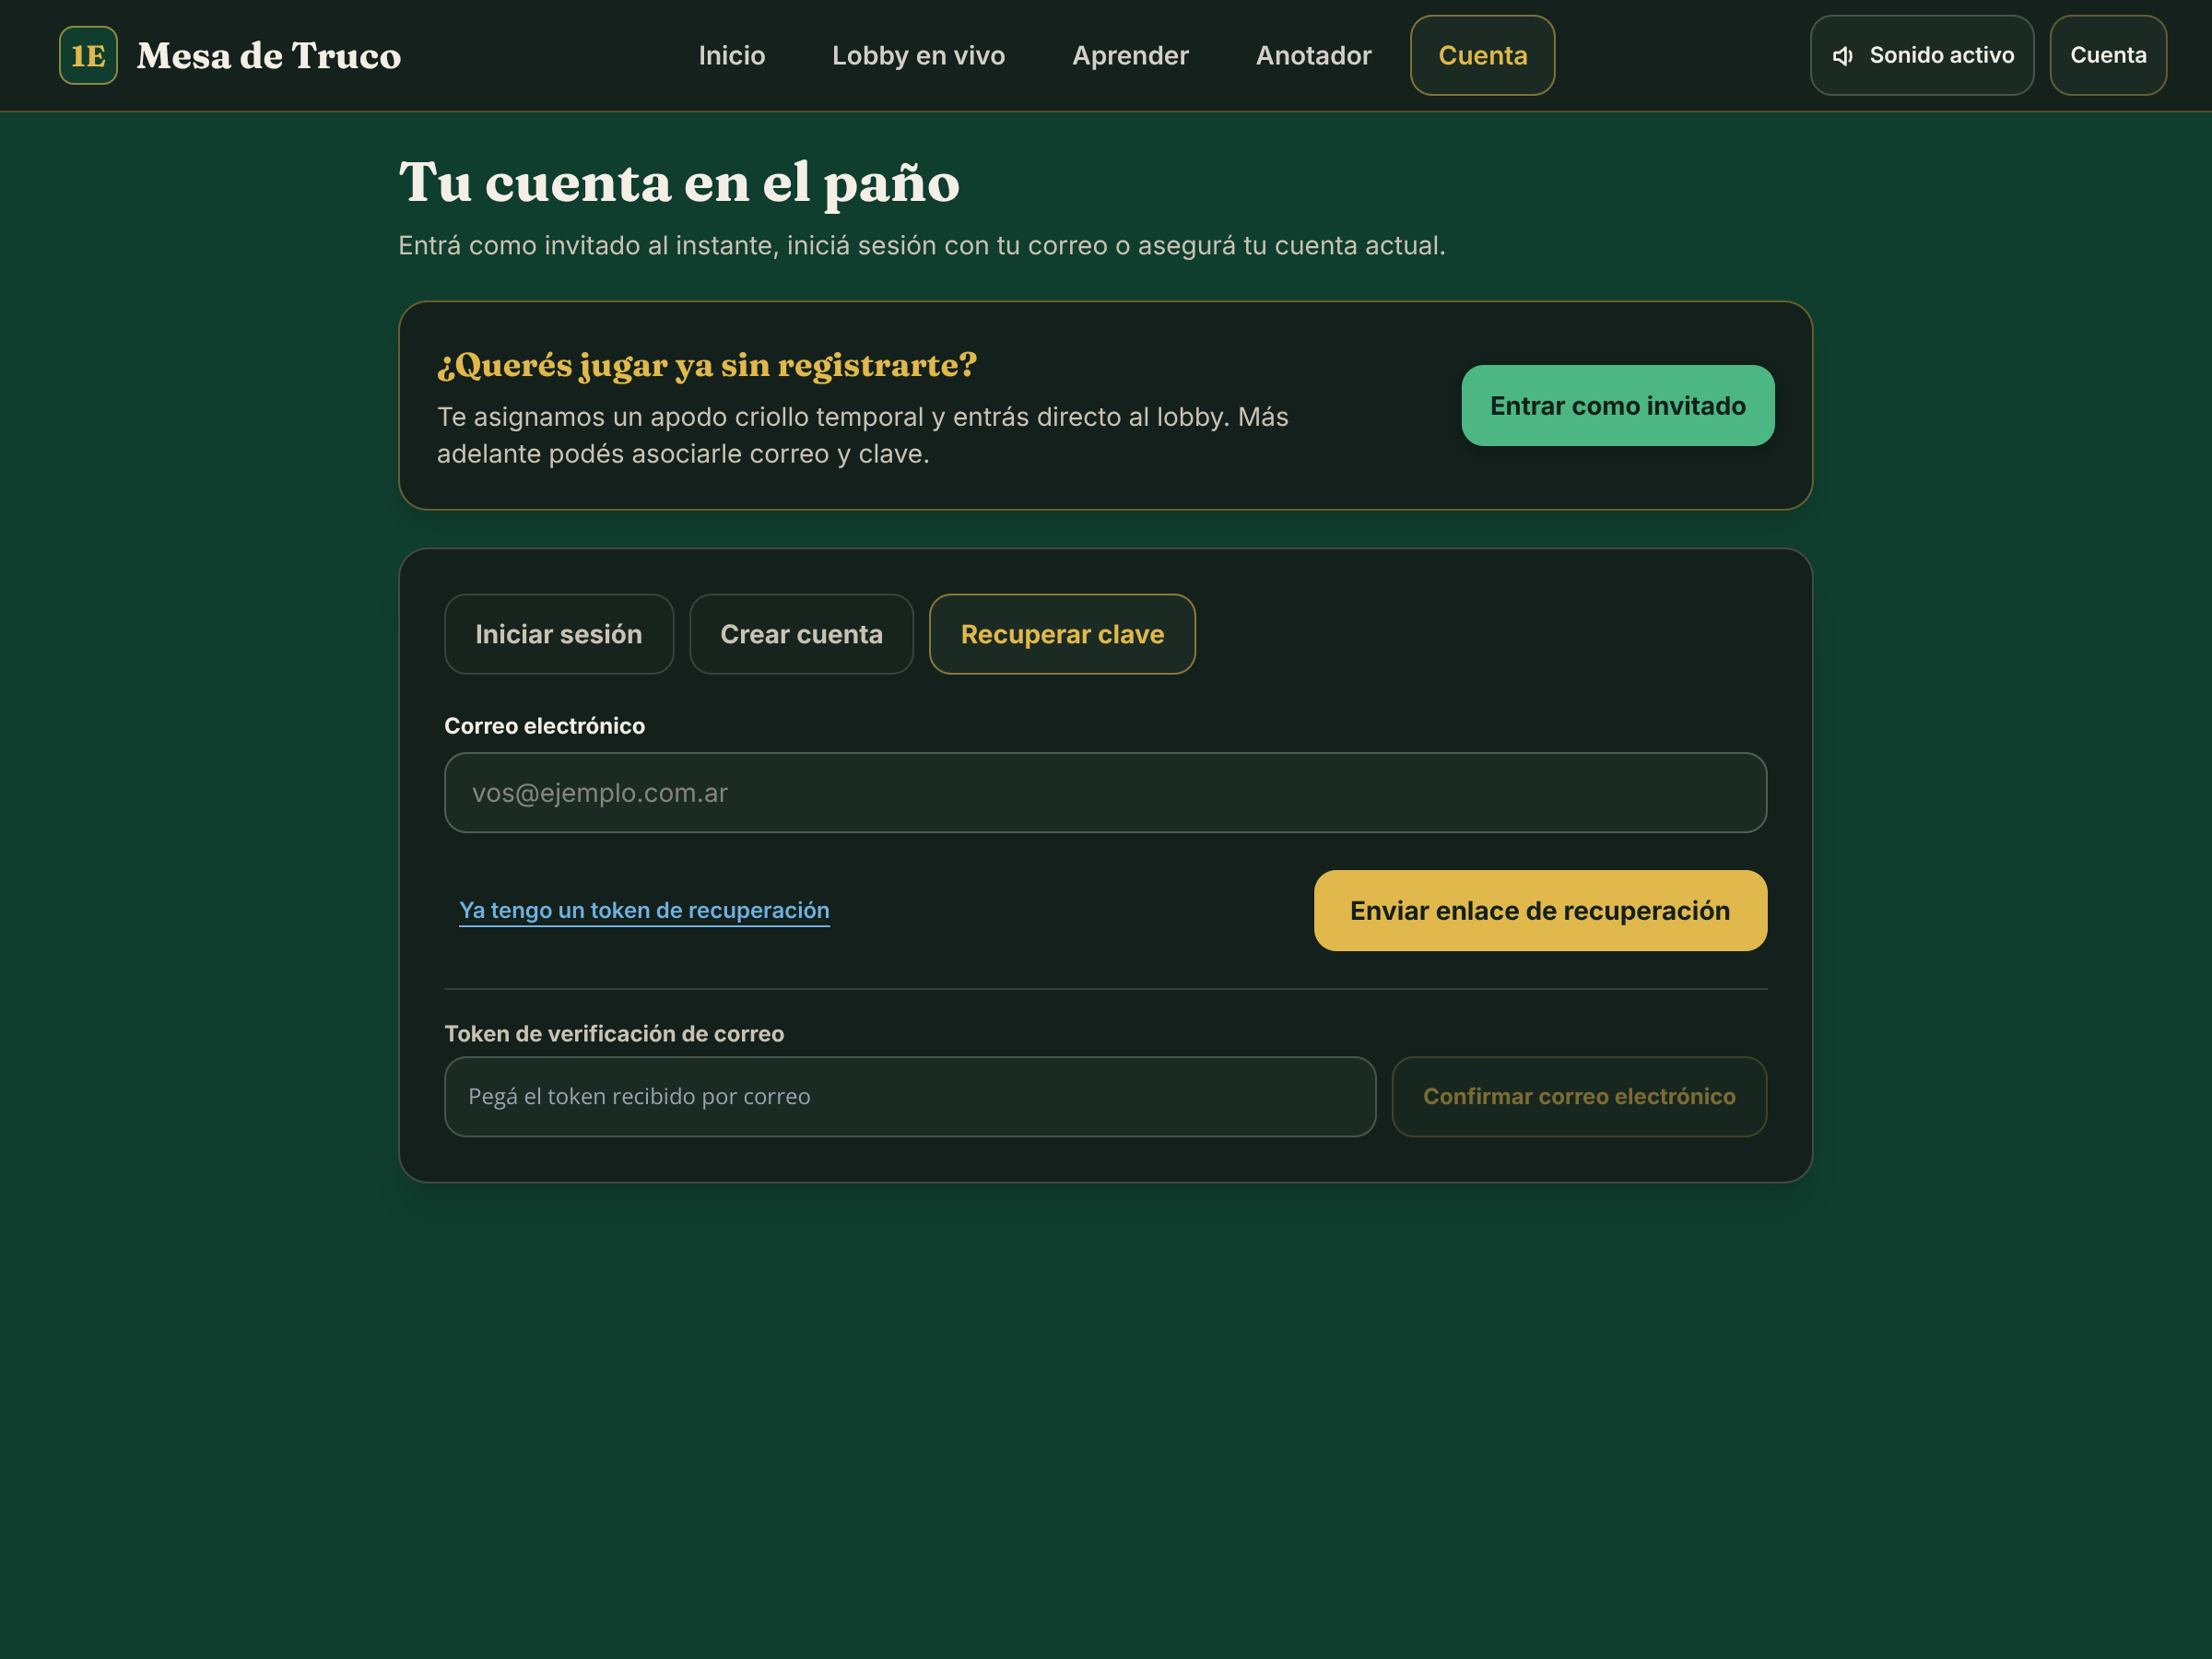 1E Mesa de Truco Inicio Lobby en vivo Aprender Anotador Cuenta Sonido activo Cuenta
Tu cuenta en el paño
Entrá como invitado al instante, iniciá sesión con tu correo o asegurá tu cuenta actual.
¿Querés jugar ya sin registrarte?
Te asignamos un apodo criollo temporal y entrás directo al lobby. Más
adelante podés asociarle correo y clave.
Entrar como invitado
Iniciar sesión Crear cuenta Recuperar clave
Correo electrónico
vos@ejemplo.com.ar
Ya tengo un token de recuperación Enviar enlace de recuperación
Token de verificación de correo
Pegá el token recibido por correo Confirmar correo electrónico